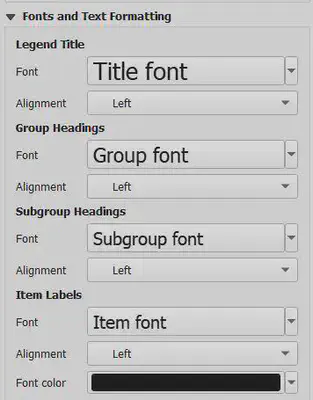 Fonts and Text Formatting
Legend Title
Font Title font
Alignment Left
Group Headings
Font Group font
Alignment Left
Subgroup Headings
Font Subgroup font
Alignment Left
Item Labels
Font Item font
Alignment Left
Font color